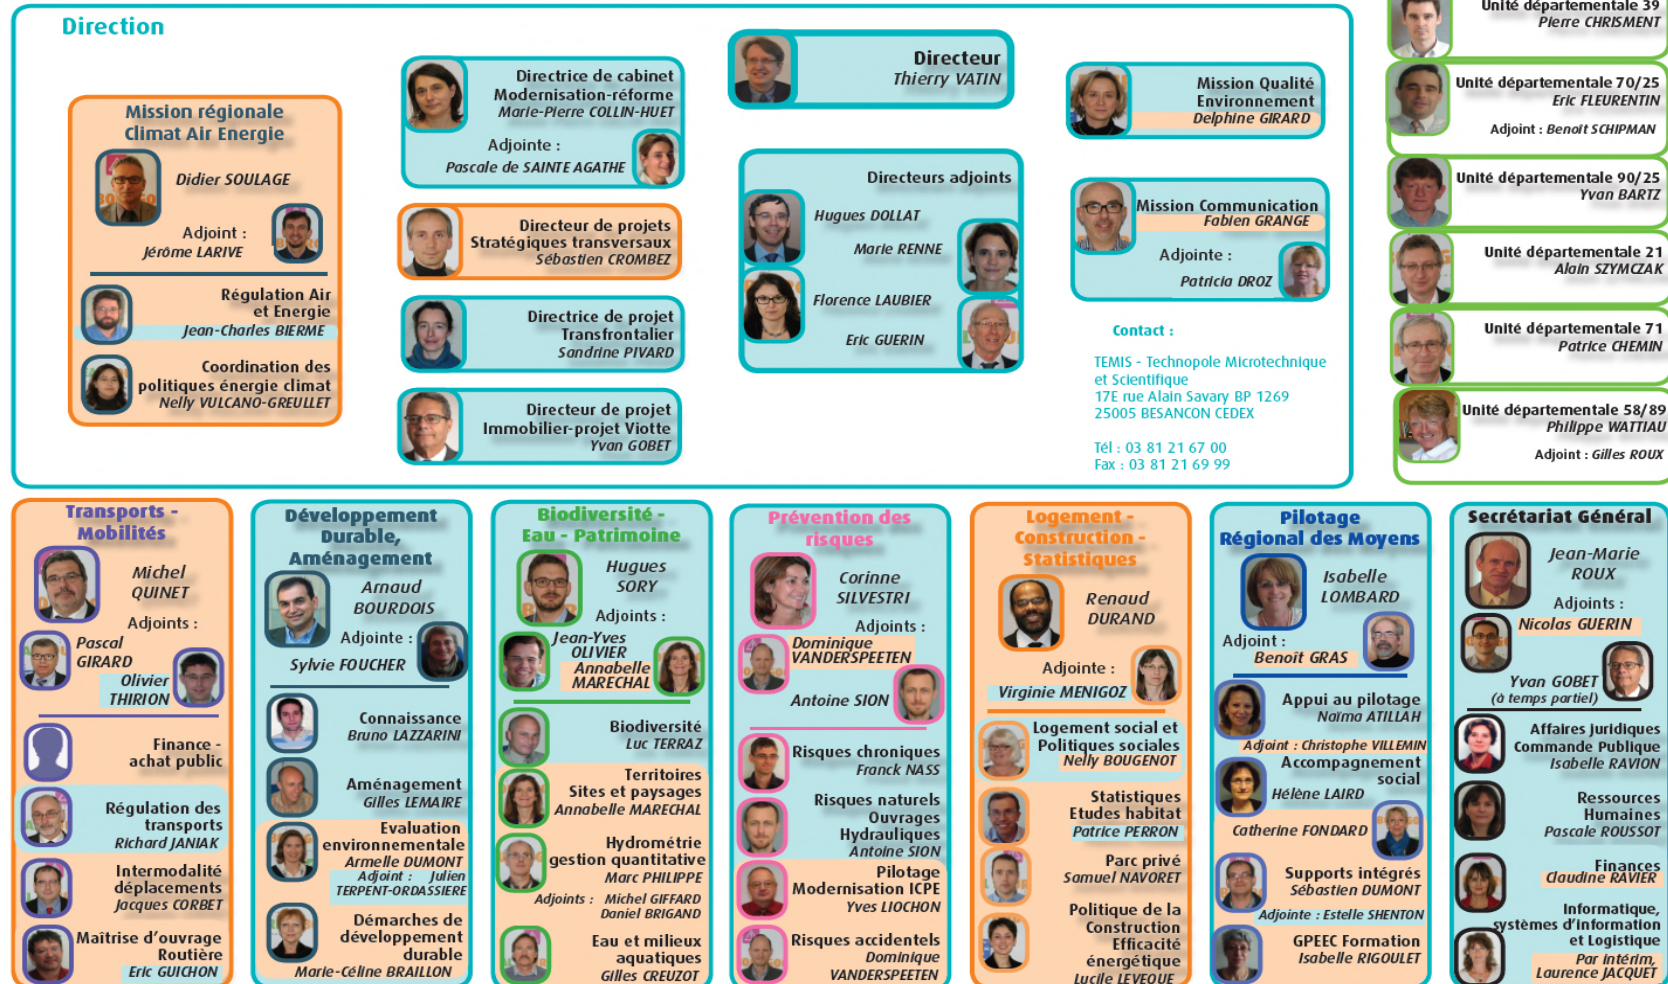 Direction
Mission régionale
Climat Air Energie
Didier SOULAGE
Adjoint :
Jérôme LARIVE
Régulation Air
et Energie
Jean-Charles BIERME
Coordination des
politiques énergie climat
Nelly VULCANO-GREULLET
Directrice de cabinet
Modernisation-réforme
Marie-Pierre COLLIN-HUET
Adjointe :
Pascale de SAINTE AGATHE
Directeur de projets
Stratégiques transversaux
Sébastien CROMBEZ
Directrice de projet
Transfrontalier
Sandrine PIVARD
Directeur de projet
Immobilier-projet Viotte
Yvan GOBET
Directeur
Thierry VATIN
Directeurs adjoints
Hugues DOLLAT
Marie RENNE
Florence LAUBIER
Eric GUERIN
Mission Qualité
Environnement
Delphine GIRARD
Mission Communication
Fabien GRANGE
Adjointe :
Patricia DROZ
Contact :
TEMIS - Technopole Microtechnique
et Scientifique
17E rue Alain Savary BP 1269
25005 BESANCON CEDEX
Tél : 03 81 21 67 00
Fax : 03 81 21 69 99
Unité départementale 39
Pierre CHRISMENT
Unité départementale 70/25
Eric FLEURENTIN
Adjoint : Benoit SCHIPMAN
Unité départementale 90/25
Yvan BARTZ
Unité départementale 21
Alain SZYMCZAK
Unité départementale 71
Patrice CHEMIN
Unité départementale 58/89
Philippe WATTIAU
Adjoint : Gilles ROUX
Transports -
Mobilités
Michel
QUINET
Adjoints :
Pascal
GIRARD
Olivier
THIRION
Finance -
achat public
Régulation des
transports
Richard JANIAK
Intermodalité
déplacements
Jacques CORBET
Maîtrise d'ouvrage
Routière
Eric GUICHON
Développement
Durable,
Aménagement
Arnaud
BOURDOIS
Adjointe :
Sylvie FOUCHER
Connaissance
Bruno LAZZARINI
Aménagement
Gilles LEMAIRE
Evaluation
environnementale
Armelle DUMONT
Adjoint : Julien
TERPENT-ORDASSIERE
Démarches de
développement
durable
Marie-Céline BRAILLON
Biodiversité -
Eau - Patrimoine
Hugues
SORY
Adjoints :
Jean-Yves
OLIVIER
Annabelle
MARECHAL
Biodiversité
Luc TERRAZ
Territoires
Sites et paysages
Annabelle MARECHAL
Hydrométrie
gestion quantitative
Marc PHILIPPE
Adjoints : Michel GIFFARD
Daniel BRIGAND
Eau et milieux
aquatiques
Gilles CREUZOT
Prévention des
risques
Corinne
SILVESTRI
Adjoints :
Dominique
VANDERSPEETEN
Antoine SION
Risques chroniques
Franck NASS
Risques naturels
Ouvrages
Hydrauliques
Antoine SION
Pilotage
Modernisation ICPE
Yves LIOCHON
Risques accidentels
Dominique
VANDERSPEETEN
Logement -
Construction -
Statistiques
Renaud
DURAND
Adjointe :
Virginie MENIGOZ
Logement social et
Politiques sociales
Nelly BOUGENOT
Statistiques
Etudes habitat
Patrice PERRON
Parc privé
Samuel NAVORET
Politique de la
Construction
Efficacité
énergétique
Lucile LEVEQUE
Pilotage
Régional des Moyens
Isabelle
LOMBARD
Adjoint :
Benoît GRAS
Appui au pilotage
Naïma ATILLAH
Adjoint : Christophe VILLEMIN
Accompagnement
social
Hélène LAIRD
Catherine FONDARD
Supports intégrés
Sébastien DUMONT
Adjointe : Estelle SHENTON
GPEEC Formation
Isabelle RIGOULET
Secrétariat Général
Jean-Marie
ROUX
Adjoints :
Nicolas GUERIN
Yvan GOBET
(à temps partiel)
Affaires juridiques
Commande Publique
Isabelle RAVION
Ressources
Humaines
Pascale ROUSSOT
Finances
Claudine RAVIER
Informatique,
systèmes d'information
et Logistique
Par intérim,
Laurence JACQUET